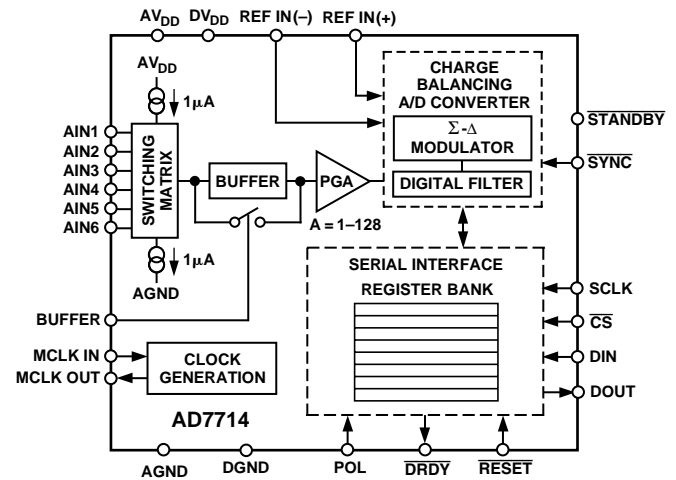 AVDD DVDD REF IN(–) REF IN(+)
AVDD
1µA
CHARGE
BALANCING
A/D CONVERTER
Σ-Δ
MODULATOR
DIGITAL FILTER
STANDBY
SYNC
AIN1
AIN2
AIN3
AIN4
AIN5
AIN6
SWITCHING
MATRIX
BUFFER
PGA
A = 1–128
1µA
AGND
SERIAL INTERFACE
REGISTER BANK
SCLK
CS
DIN
DOUT
BUFFER
MCLK IN
MCLK OUT
CLOCK
GENERATION
AD7714
AGND DGND POL DRDY RESET